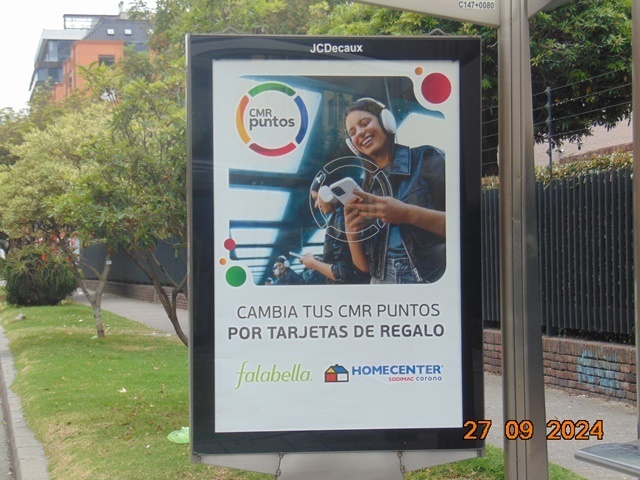 C147+0080
JCDecaux
CMR
puntos
CAMBIA TUS CMR PUNTOS
POR TARJETAS DE REGALO
falabella.
HOMECENTER
SODIMAC corona
27 09 2024